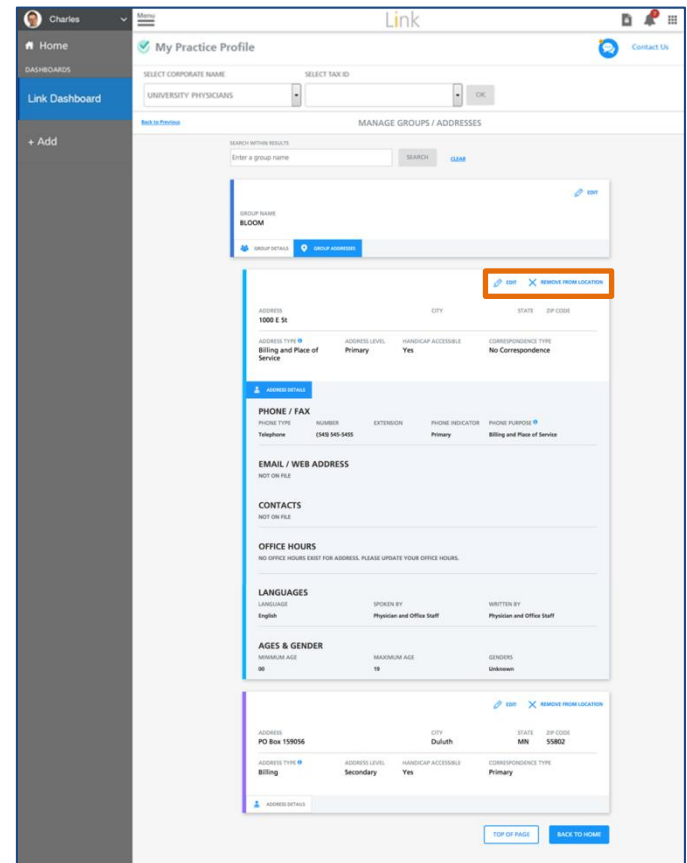 Charles
Menu
Link
Home
My Practice Profile
Contact Us
DASHBOARDS
Link Dashboard
+ Add
SELECT CORPORATE NAME SELECT TAX ID
UNIVERSITY PHYSICIANS OK
Back to Previous MANAGE GROUPS / ADDRESSES
SEARCH WITHIN RESULTS
Enter a group name SEARCH CLEAR
EDIT
GROUP NAME
BLOOM
GROUP DETAILS GROUP ADDRESSES
EDIT REMOVE FROM LOCATION
ADDRESS CITY STATE ZIP CODE
1000 E St
ADDRESS TYPE ADDRESS LEVEL HANDICAP ACCESSIBLE CORRESPONDENCE TYPE
Billing and Place of Primary Yes No Correspondence
Service
ADDRESS DETAILS
PHONE / FAX
PHONE TYPE NUMBER EXTENSION PHONE INDICATOR PHONE PURPOSE
Telephone (545) 545-5455 Primary Billing and Place of Service
EMAIL / WEB ADDRESS
NOT ON FILE
CONTACTS
NOT ON FILE
OFFICE HOURS
NO OFFICE HOURS EXIST FOR ADDRESS. PLEASE UPDATE YOUR OFFICE HOURS.
LANGUAGES
LANGUAGE SPOKEN BY WRITTEN BY
English Physician and Office Staff Physician and Office Staff
AGES & GENDER
MINIMUM AGE MAXIMUM AGE GENDERS
00 19 Unknown
EDIT REMOVE FROM LOCATION
ADDRESS CITY STATE ZIP CODE
PO Box 159056 Duluth MN 55802
ADDRESS TYPE ADDRESS LEVEL HANDICAP ACCESSIBLE CORRESPONDENCE TYPE
Billing Secondary Yes Primary
ADDRESS DETAILS
TOP OF PAGE BACK TO HOME